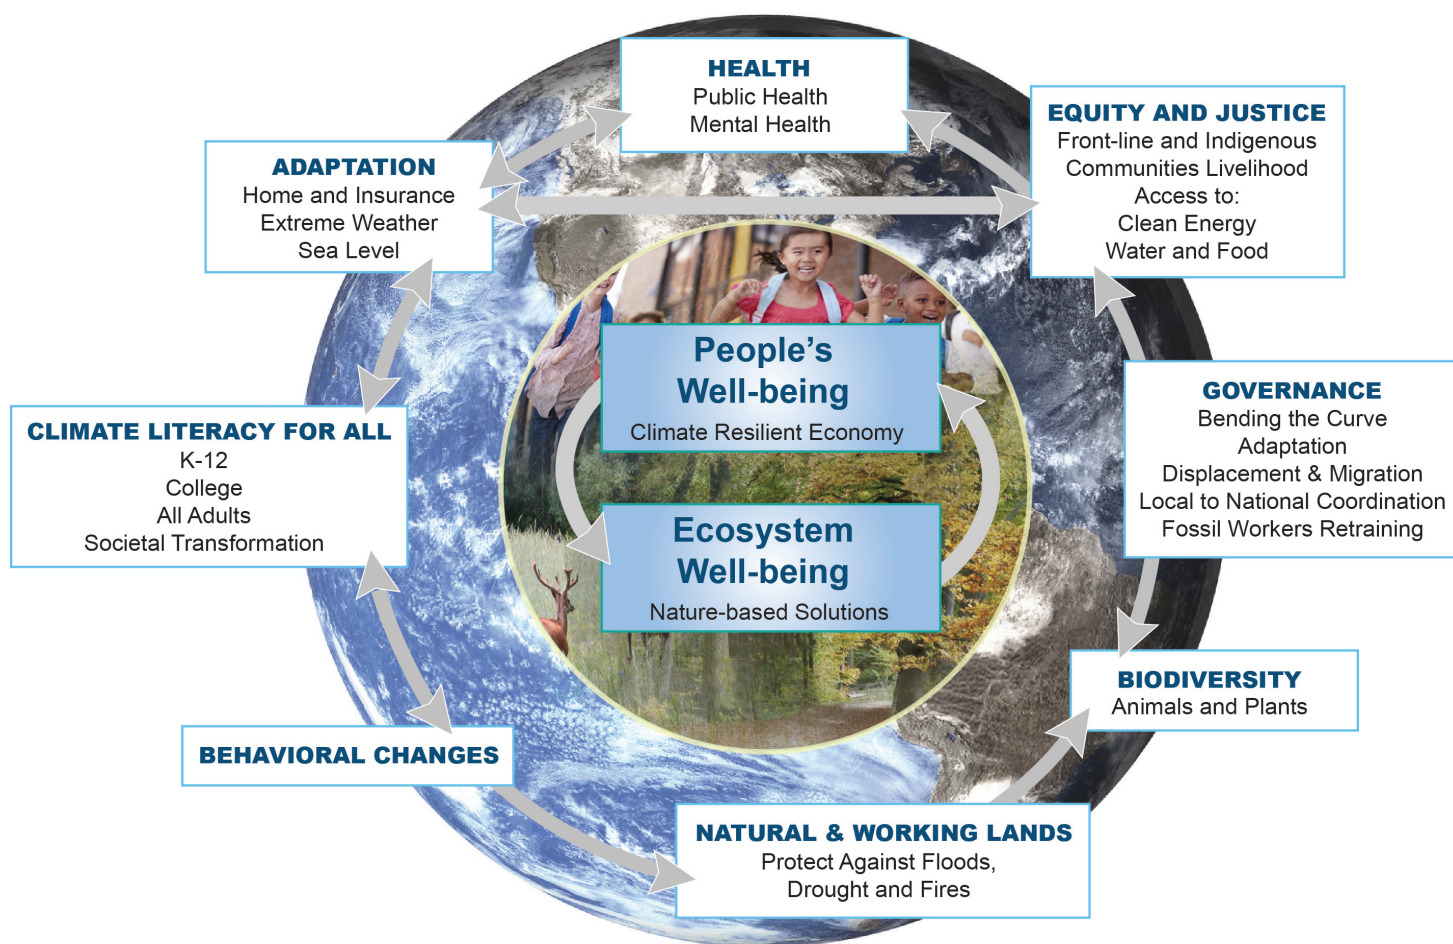 HEALTH
Public Health
Mental Health
EQUITY AND JUSTICE
Front-line and Indigenous
Communities Livelihood
Access to:
Clean Energy
Water and Food
GOVERNANCE
Bending the Curve
Adaptation
Displacement & Migration
Local to National Coordination
Fossil Workers Retraining
BIODIVERSITY
Animals and Plants
NATURAL & WORKING LANDS
Protect Against Floods,
Drought and Fires
BEHAVIORAL CHANGES
CLIMATE LITERACY FOR ALL
K-12
College
All Adults
Societal Transformation
ADAPTATION
Home and Insurance
Extreme Weather
Sea Level
People's
Well-being
Climate Resilient Economy
Ecosystem
Well-being
Nature-based Solutions